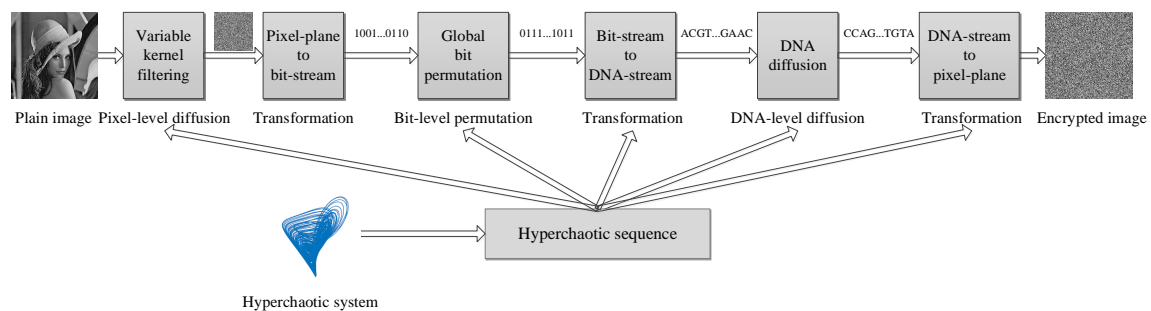 Variable
kernel
filtering
Pixel-plane
to
bit-stream
1001...0110
Global
bit
permutation
0111...1011
Bit-stream
to
DNA-stream
ACGT...GAAC
DNA
diffusion
CCAG...TGTA
DNA-stream
to
pixel-plane
Plain image
Pixel-level diffusion
Transformation
Bit-level permutation
Transformation
DNA-level diffusion
Transformation
Encrypted image
Hyperchaotic sequence
Hyperchaotic system